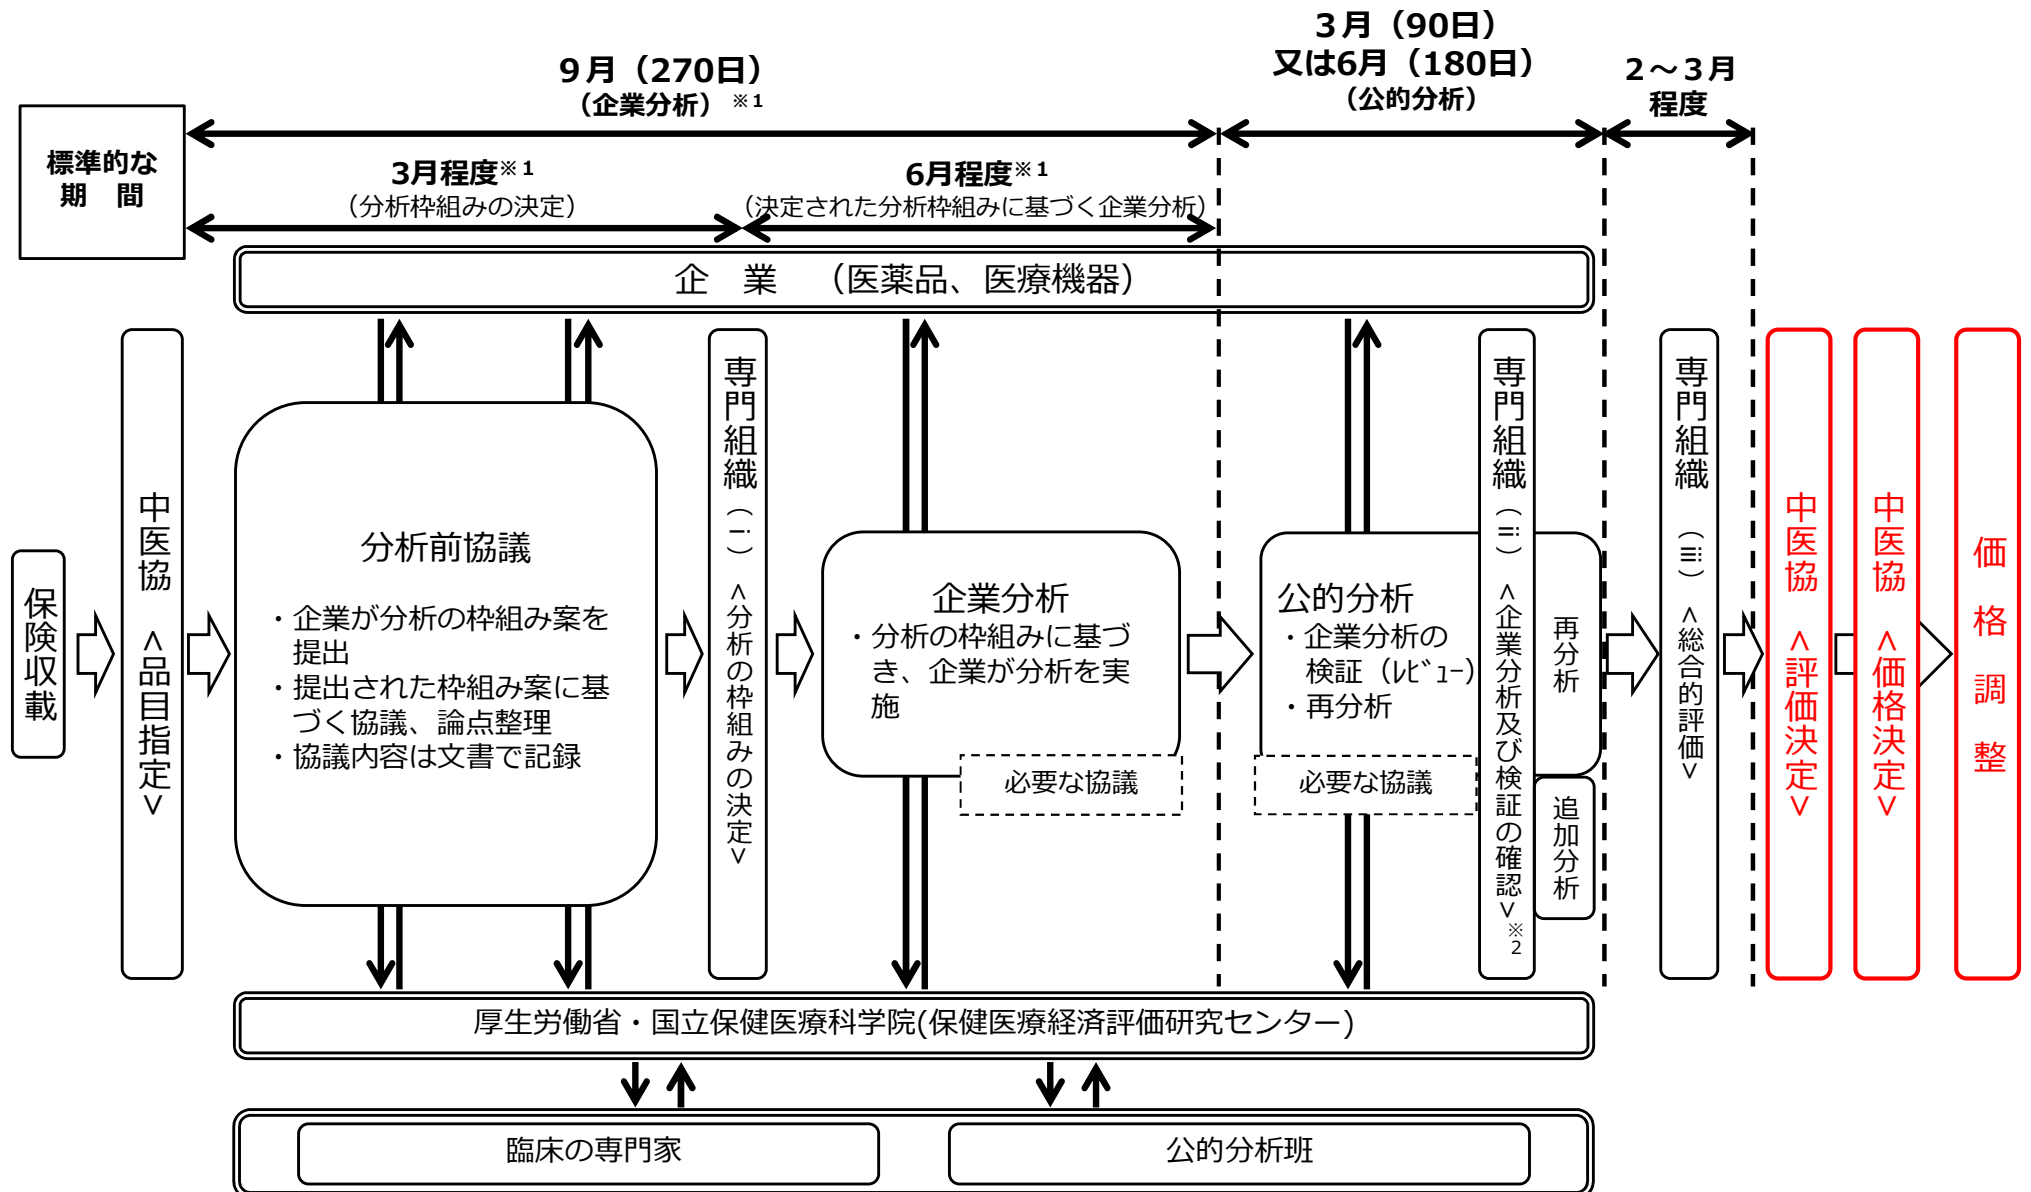 ３月（90日）
又は6月（180日）
（公的分析）
９月（270日）
（企業分析）※１
２～３月
程度
標準的な
期　間
3月程度※１
（分析枠組みの決定）
6月程度※１
（決定された分析枠組みに基づく企業分析）
企　業　（医薬品、医療機器）
保険収載
中医協　＜品目指定＞
分析前協議
・企業が分析の枠組み案を
提出
・提出された枠組み案に基
づく協議、論点整理
・協議内容は文書で記録
専門組織（ⅰ）＜分析の枠組みの決定＞
企業分析
・分析の枠組みに基づ
き、企業が分析を実
施
必要な協議
公的分析
・企業分析の
検証（ﾚﾋﾞｭｰ）
・再分析
必要な協議
専門組織（ⅱ）＜企業分析及び検証の確認＞※2
再分析
追加分析
専門組織　（ⅲ）＜総合的評価＞
中医協　＜評価決定＞
中医協　＜価格決定＞
価　格　調　整
厚生労働省・国立保健医療科学院(保健医療経済評価研究センター)
臨床の専門家
公的分析班